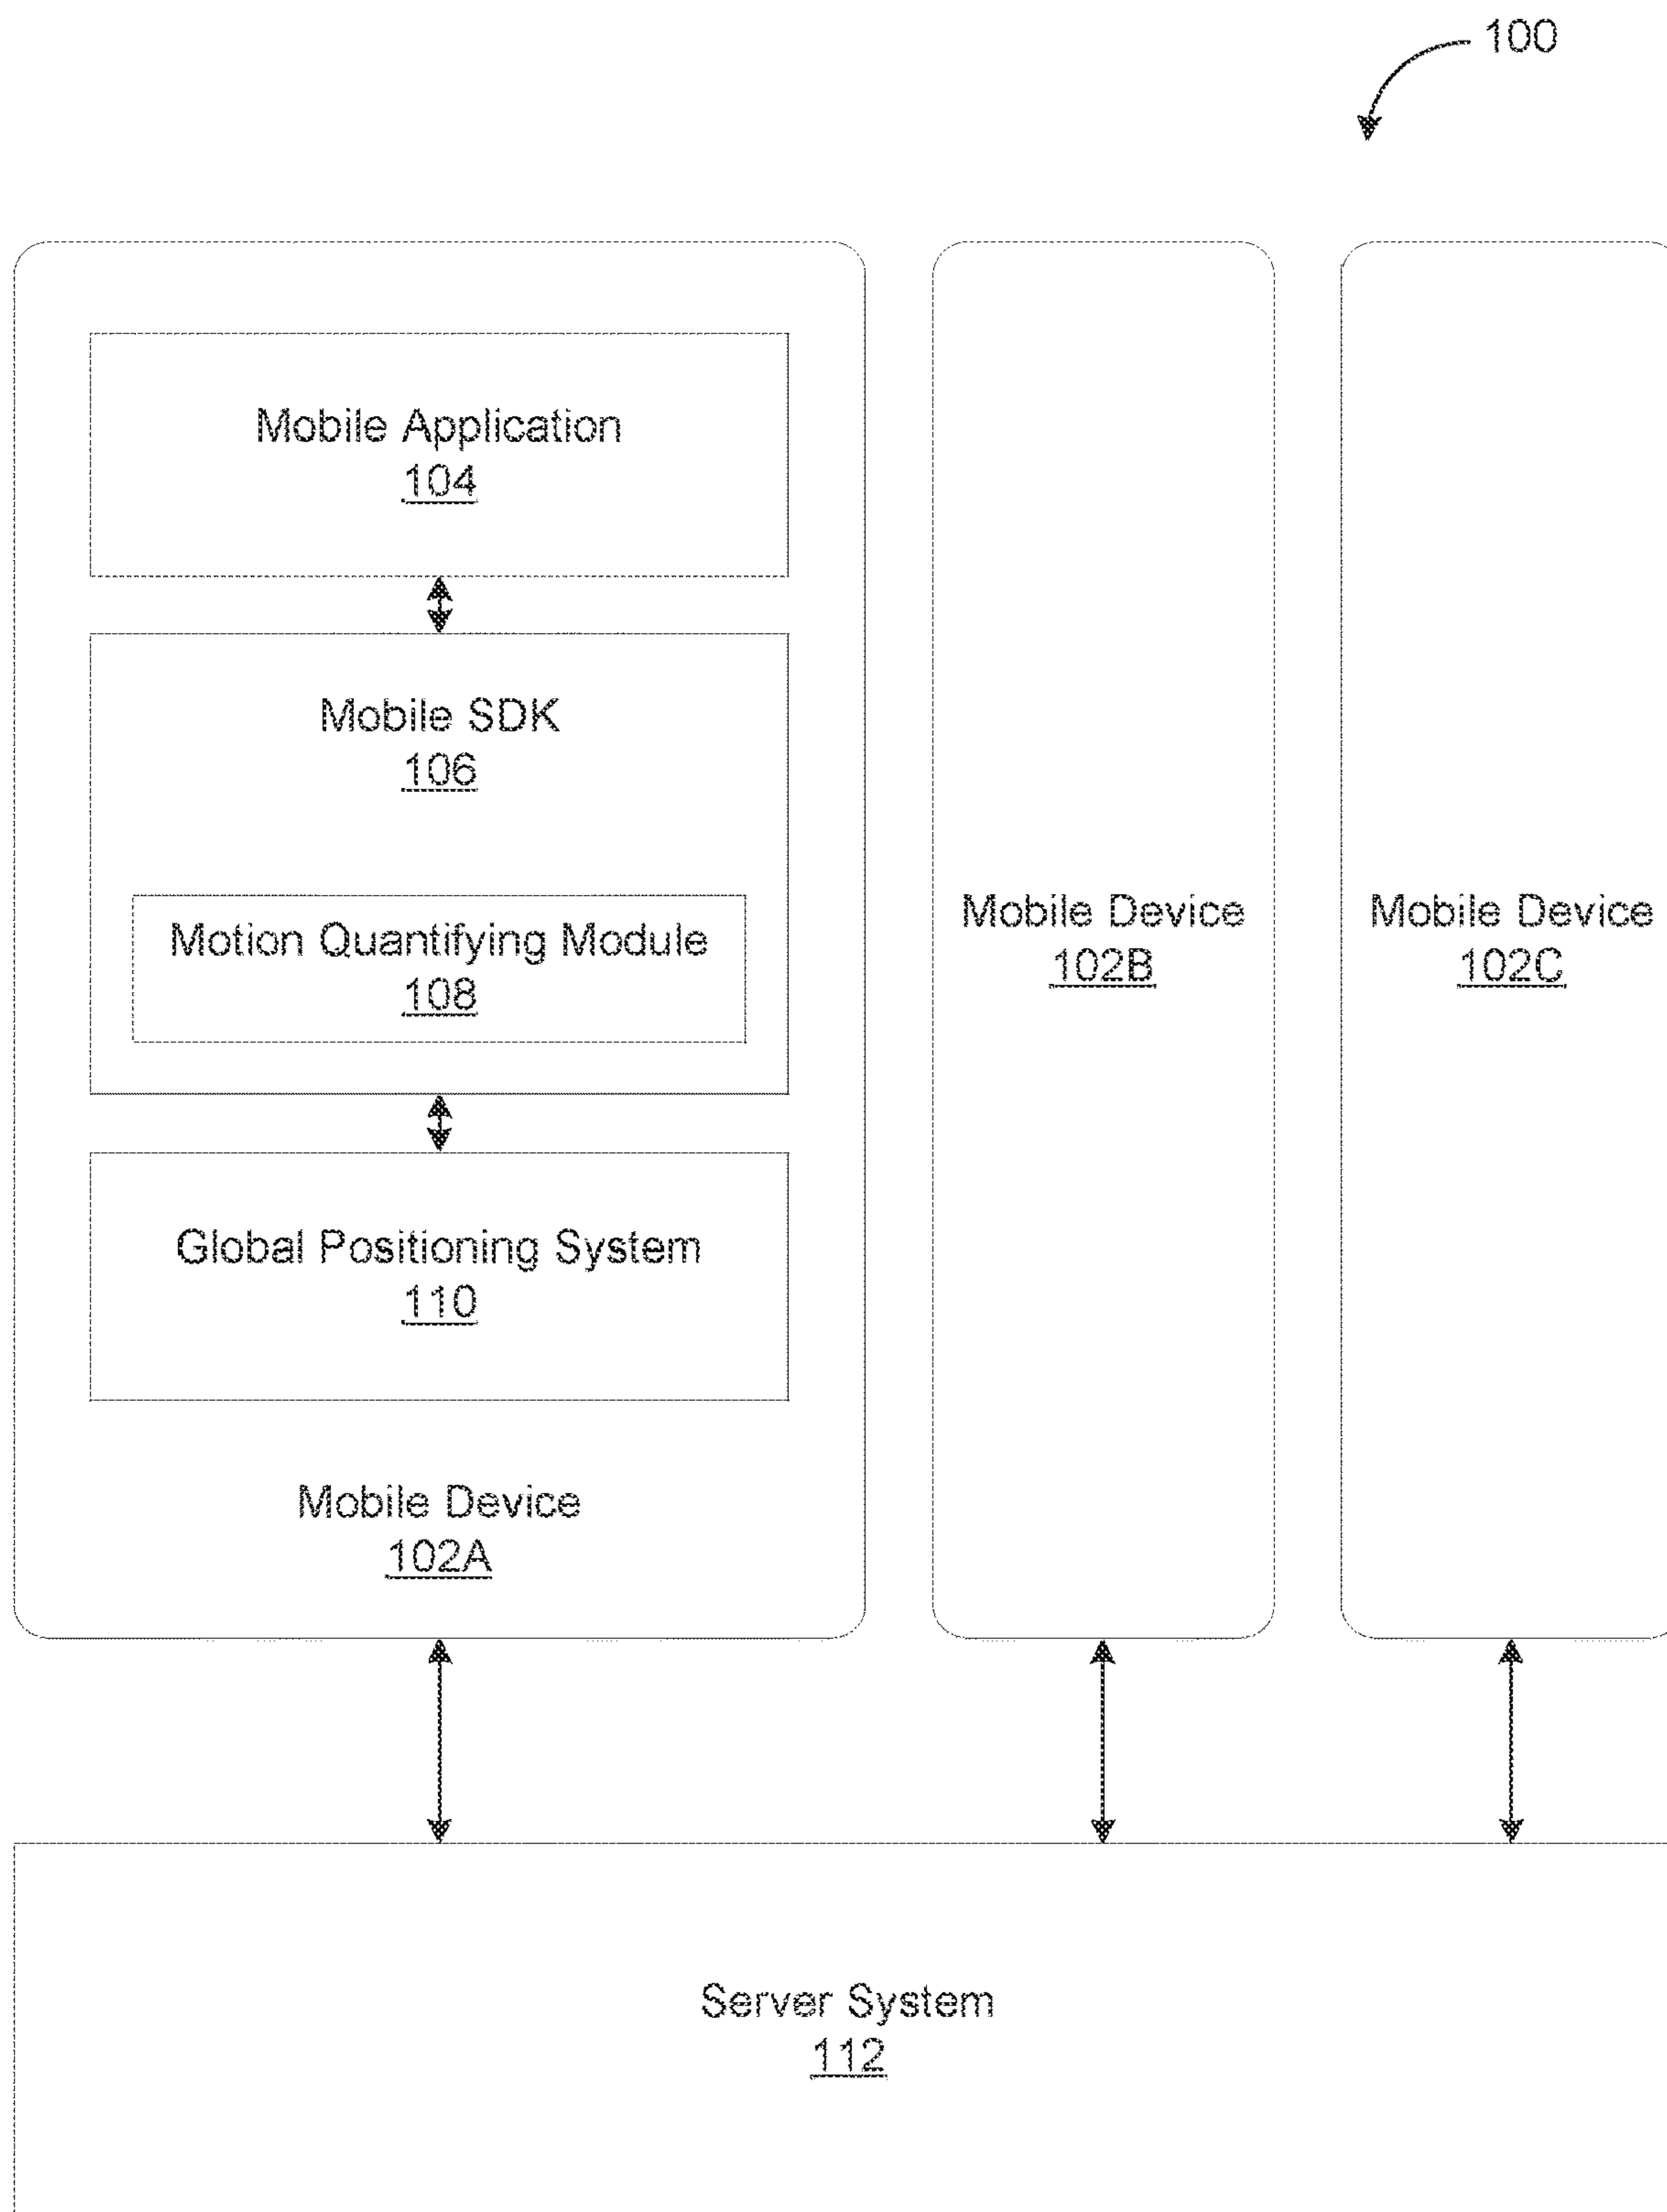 100
Mobile Application
104
Mobile SDK
106
Motion Quantifying Module
108
Global Positioning System
110
Mobile Device
102A
Mobile Device
102B
Mobile Device
102C
Server System
112